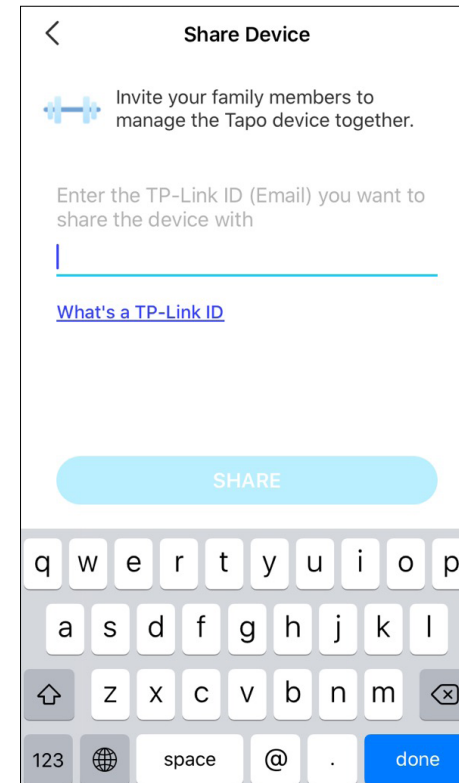 Share Device
Invite your family members to
manage the Tapo device together.
Enter the TP-Link ID (Email) you want to
share the device with
What's a TP-Link ID
SHARE
q w e r t y u i o p
a s d f g h j k l
z x c v b n m
123 space @ . done